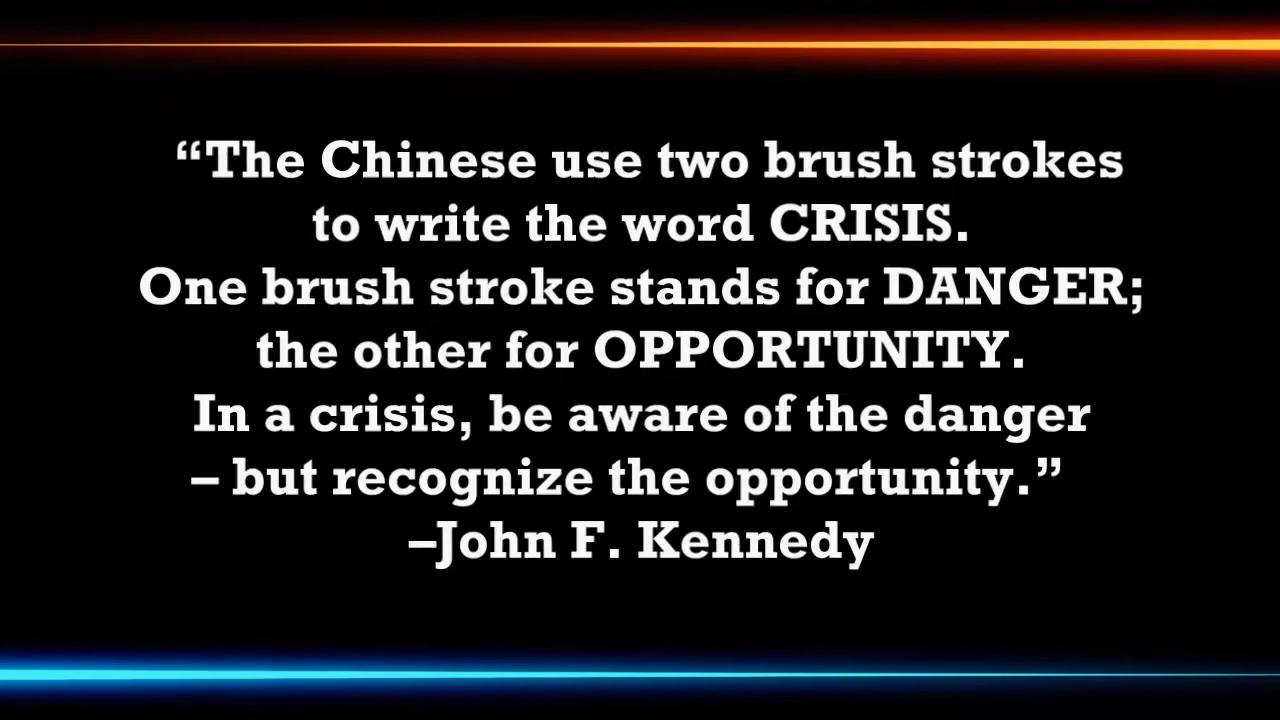 “The Chinese use two brush strokes
to write the word CRISIS.
One brush stroke stands for DANGER;
the other for OPPORTUNITY.
In a crisis, be aware of the danger
– but recognize the opportunity.”
–John F. Kennedy